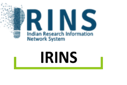 IRINS
Indian Research Information
Network System
IRINS